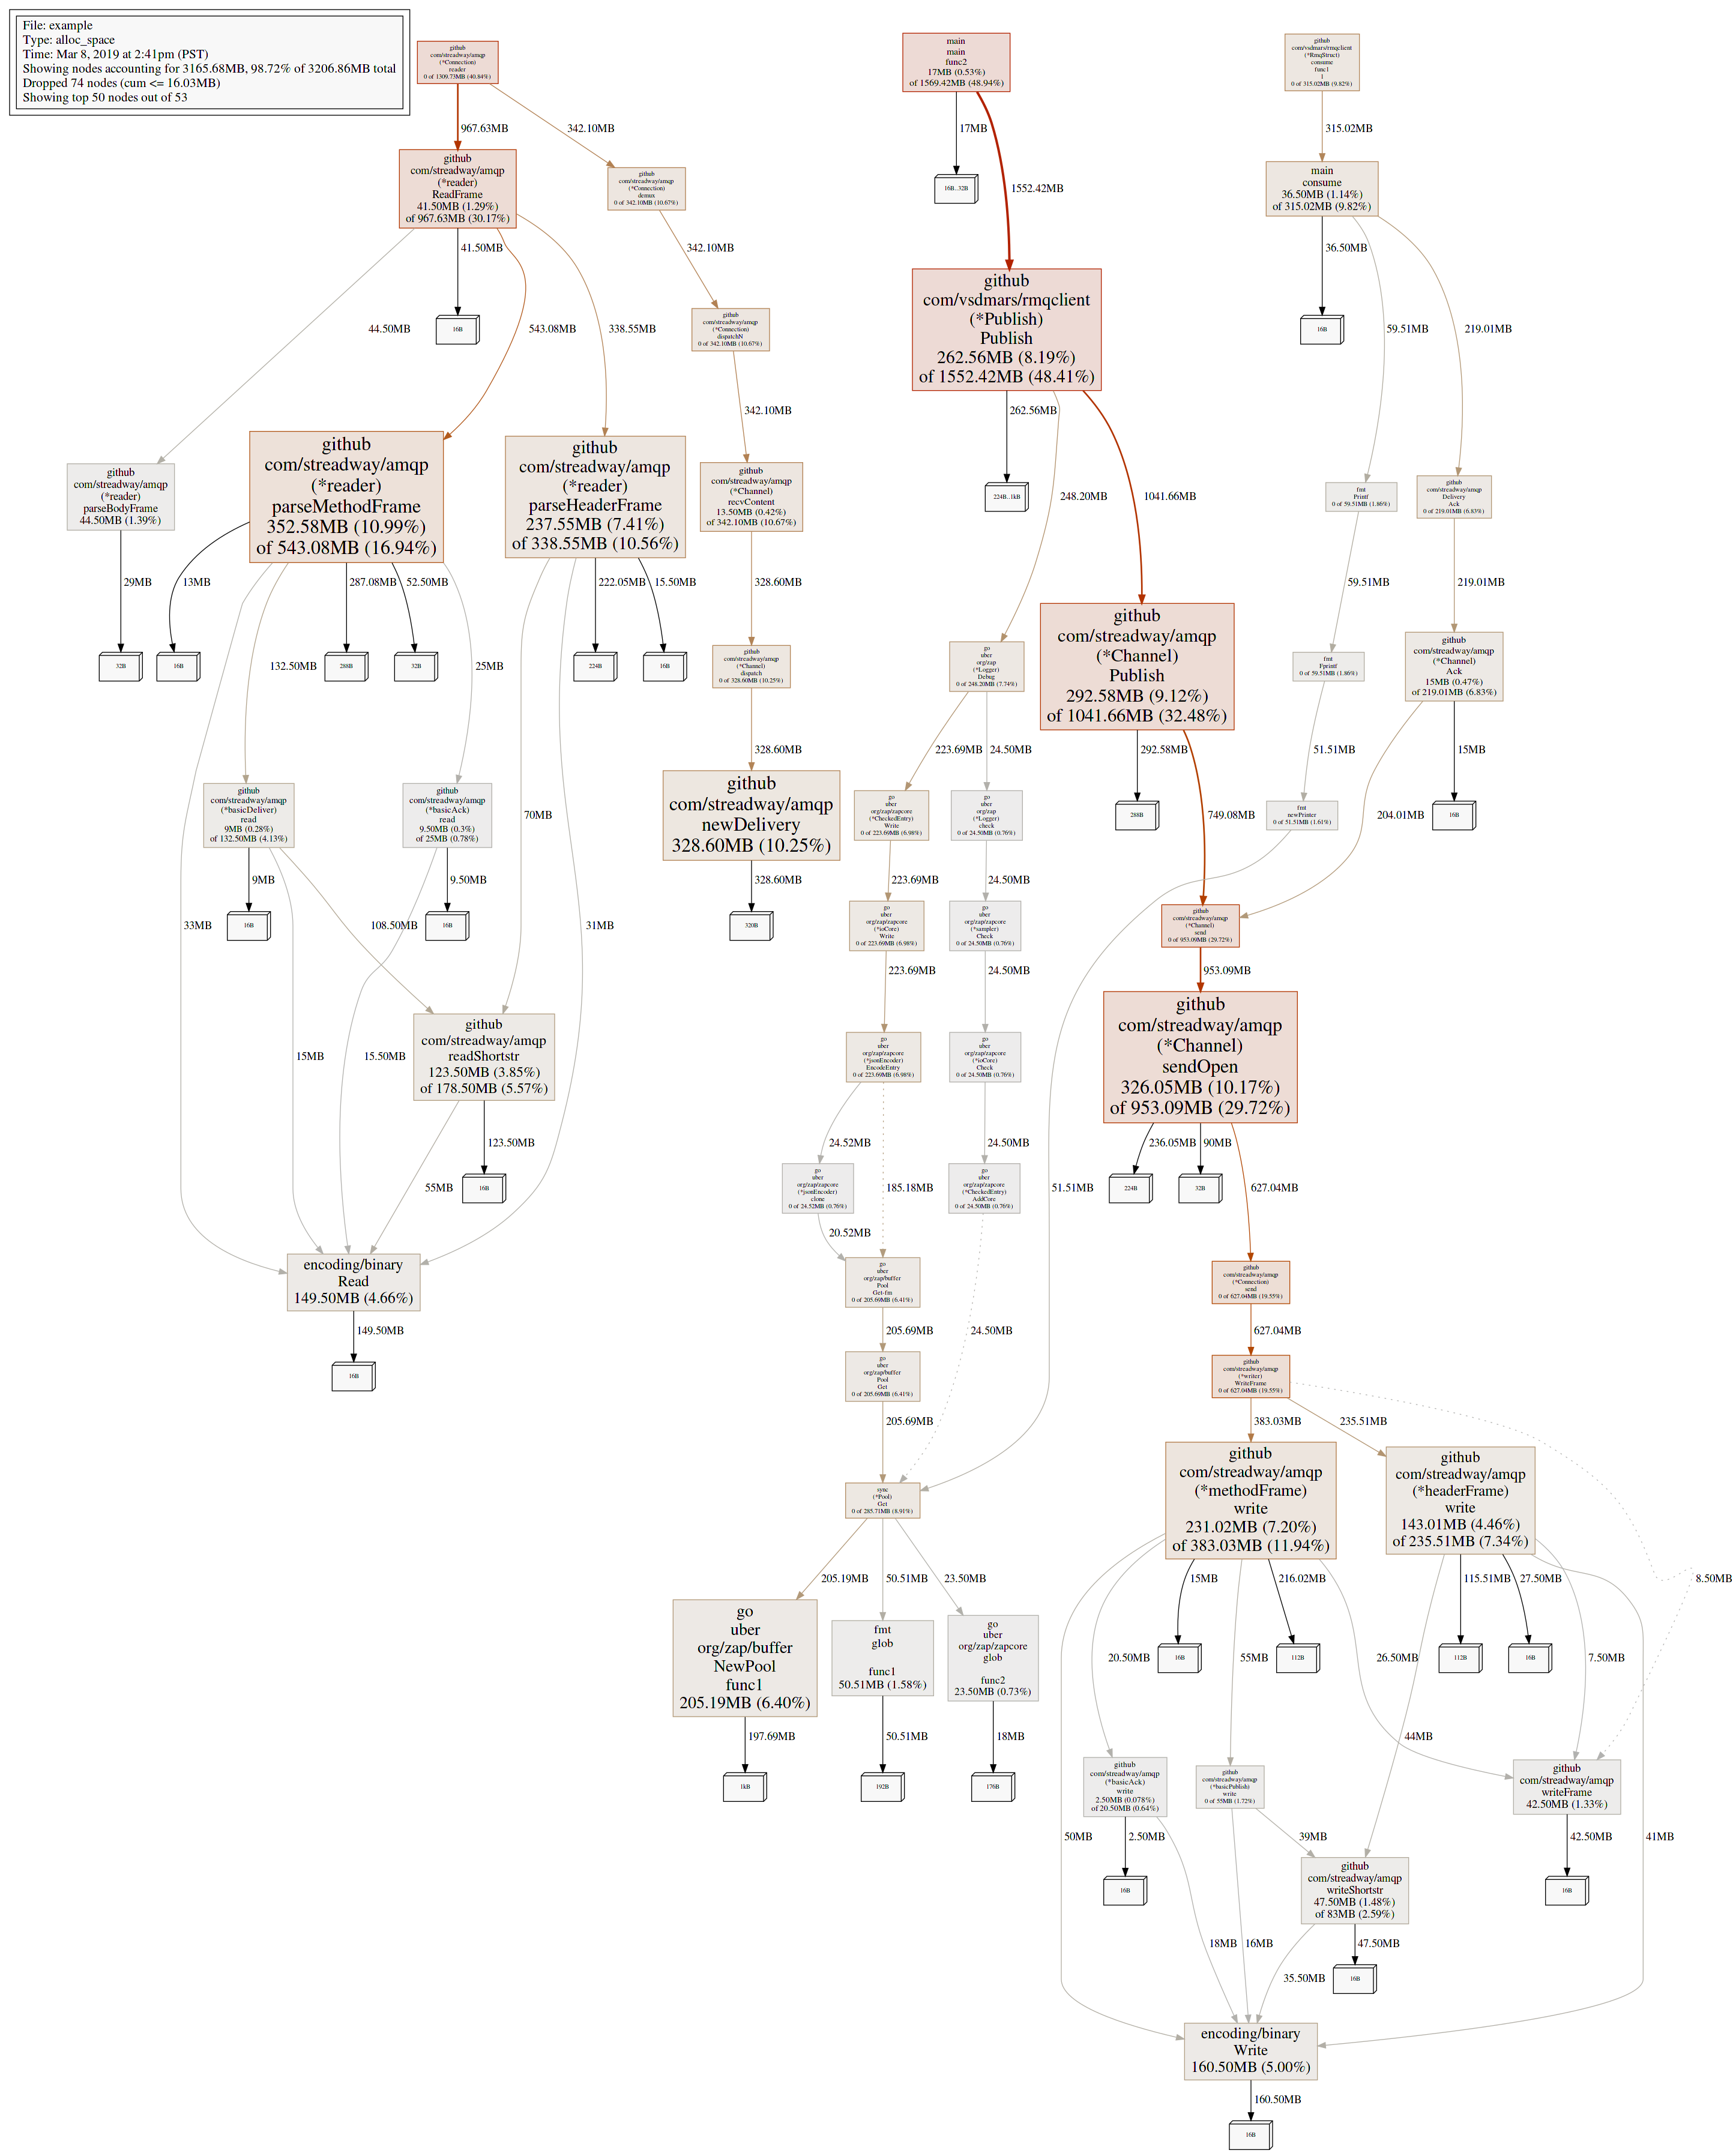 File: example
Type: alloc_space
Time: Mar 8, 2019 at 2:41pm (PST)
Showing nodes accounting for 3165.68MB, 98.72% of 3206.86MB total
Dropped 74 nodes (cum <= 16.03MB)
Showing top 50 nodes out of 53
github
com/streadway/amqp
(*Connection)
reader
0 of 1309.73MB (40.84%)
main
main
func2
17MB (0.53%)
of 1569.42MB (48.94%)
github
com/vsdmars/rmqclient
(*RmqStruct)
consume
func1
1
0 of 315.02MB (9.82%)
967.63MB
342.10MB
17MB
1552.42MB
315.02MB
github
com/streadway/amqp
(*reader)
ReadFrame
41.50MB (1.29%)
of 967.63MB (30.17%)
github
com/streadway/amqp
(*Connection)
demux
0 of 342.10MB (10.67%)
16B..32B
main
consume
36.50MB (1.14%)
of 315.02MB (9.82%)
44.50MB
41.50MB
543.08MB
338.55MB
342.10MB
36.50MB
59.51MB
219.01MB
16B
github
com/streadway/amqp
(*Connection)
dispatchN
0 of 342.10MB (10.67%)
github
com/vsdmars/rmqclient
(*Publish)
Publish
262.56MB (8.19%)
of 1552.42MB (48.41%)
16B
342.10MB
262.56MB
248.20MB
1041.66MB
github
com/streadway/amqp
(*reader)
parseBodyFrame
44.50MB (1.39%)
github
com/streadway/amqp
(*reader)
parseMethodFrame
352.58MB (10.99%)
of 543.08MB (16.94%)
github
com/streadway/amqp
(*reader)
parseHeaderFrame
237.55MB (7.41%)
of 338.55MB (10.56%)
github
com/streadway/amqp
(*Channel)
recvContent
13.50MB (0.42%)
of 342.10MB (10.67%)
224B..1kB
fmt
Printf
0 of 59.51MB (1.86%)
github
com/streadway/amqp
Delivery
Ack
0 of 219.01MB (6.83%)
29MB
13MB
132.50MB
287.08MB
52.50MB
25MB
222.05MB
15.50MB
328.60MB
59.51MB
219.01MB
32B
16B
288B
32B
224B
16B
github
com/streadway/amqp
(*Channel)
dispatch
0 of 328.60MB (10.25%)
go
uber
org/zap
(*Logger)
Debug
0 of 248.20MB (7.74%)
github
com/streadway/amqp
(*Channel)
Publish
292.58MB (9.12%)
of 1041.66MB (32.48%)
fmt
Fprintf
0 of 59.51MB (1.86%)
github
com/streadway/amqp
(*Channel)
Ack
15MB (0.47%)
of 219.01MB (6.83%)
328.60MB
223.69MB
24.50MB
292.58MB
749.08MB
51.51MB
204.01MB
15MB
github
com/streadway/amqp
(*basicDeliver)
read
9MB (0.28%)
of 132.50MB (4.13%)
github
com/streadway/amqp
(*basicAck)
read
9.50MB (0.3%)
of 25MB (0.78%)
70MB
github
com/streadway/amqp
newDelivery
328.60MB (10.25%)
go
uber
org/zap/zapcore
(*CheckedEntry)
Write
0 of 223.69MB (6.98%)
go
uber
org/zap
(*Logger)
check
0 of 24.50MB (0.76%)
288B
fmt
newPrinter
0 of 51.51MB (1.61%)
16B
33MB
9MB
15MB
108.50MB
9.50MB
15.50MB
31MB
328.60MB
223.69MB
24.50MB
16B
16B
320B
go
uber
org/zap/zapcore
(*ioCore)
Write
0 of 223.69MB (6.98%)
go
uber
org/zap/zapcore
(*sampler)
Check
0 of 24.50MB (0.76%)
github
com/streadway/amqp
(*Channel)
send
0 of 953.09MB (29.72%)
223.69MB
24.50MB
953.09MB
github
com/streadway/amqp
readShortstr
123.50MB (3.85%)
of 178.50MB (5.57%)
go
uber
org/zap/zapcore
(*jsonEncoder)
EncodeEntry
0 of 223.69MB (6.98%)
go
uber
org/zap/zapcore
(*ioCore)
Check
0 of 24.50MB (0.76%)
github
com/streadway/amqp
(*Channel)
sendOpen
326.05MB (10.17%)
of 953.09MB (29.72%)
55MB
123.50MB
24.52MB
185.18MB
24.50MB
51.51MB
236.05MB
90MB
627.04MB
16B
go
uber
org/zap/zapcore
(*jsonEncoder)
clone
0 of 24.52MB (0.76%)
go
uber
org/zap/zapcore
(*CheckedEntry)
AddCore
0 of 24.50MB (0.76%)
224B
32B
20.52MB
encoding/binary
Read
149.50MB (4.66%)
go
uber
org/zap/buffer
Pool
Get-fm
0 of 205.69MB (6.41%)
github
com/streadway/amqp
(*Connection)
send
0 of 627.04MB (19.55%)
149.50MB
205.69MB
24.50MB
627.04MB
16B
go
uber
org/zap/buffer
Pool
Get
0 of 205.69MB (6.41%)
github
com/streadway/amqp
(*writer)
WriteFrame
0 of 627.04MB (19.55%)
205.69MB
383.03MB
235.51MB
sync
(*Pool)
Get
0 of 285.71MB (8.91%)
github
com/streadway/amqp
(*methodFrame)
write
231.02MB (7.20%)
of 383.03MB (11.94%)
github
com/streadway/amqp
(*headerFrame)
write
143.01MB (4.46%)
of 235.51MB (7.34%)
205.19MB
50.51MB
23.50MB
20.50MB
15MB
55MB
216.02MB
26.50MB
115.51MB
27.50MB
7.50MB
8.50MB
go
uber
org/zap/buffer
NewPool
func1
205.19MB (6.40%)
fmt
glob
func1
50.51MB (1.58%)
go
uber
org/zap/zapcore
glob
func2
23.50MB (0.73%)
16B
112B
112B
16B
197.69MB
50.51MB
18MB
44MB
1kB
192B
176B
github
com/streadway/amqp
(*basicAck)
write
2.50MB (0.078%)
of 20.50MB (0.64%)
github
com/streadway/amqp
(*basicPublish)
write
0 of 55MB (1.72%)
github
com/streadway/amqp
writeFrame
42.50MB (1.33%)
50MB
2.50MB
39MB
42.50MB
41MB
16B
github
com/streadway/amqp
writeShortstr
47.50MB (1.48%)
of 83MB (2.59%)
16B
18MB
16MB
35.50MB
47.50MB
16B
encoding/binary
Write
160.50MB (5.00%)
160.50MB
16B